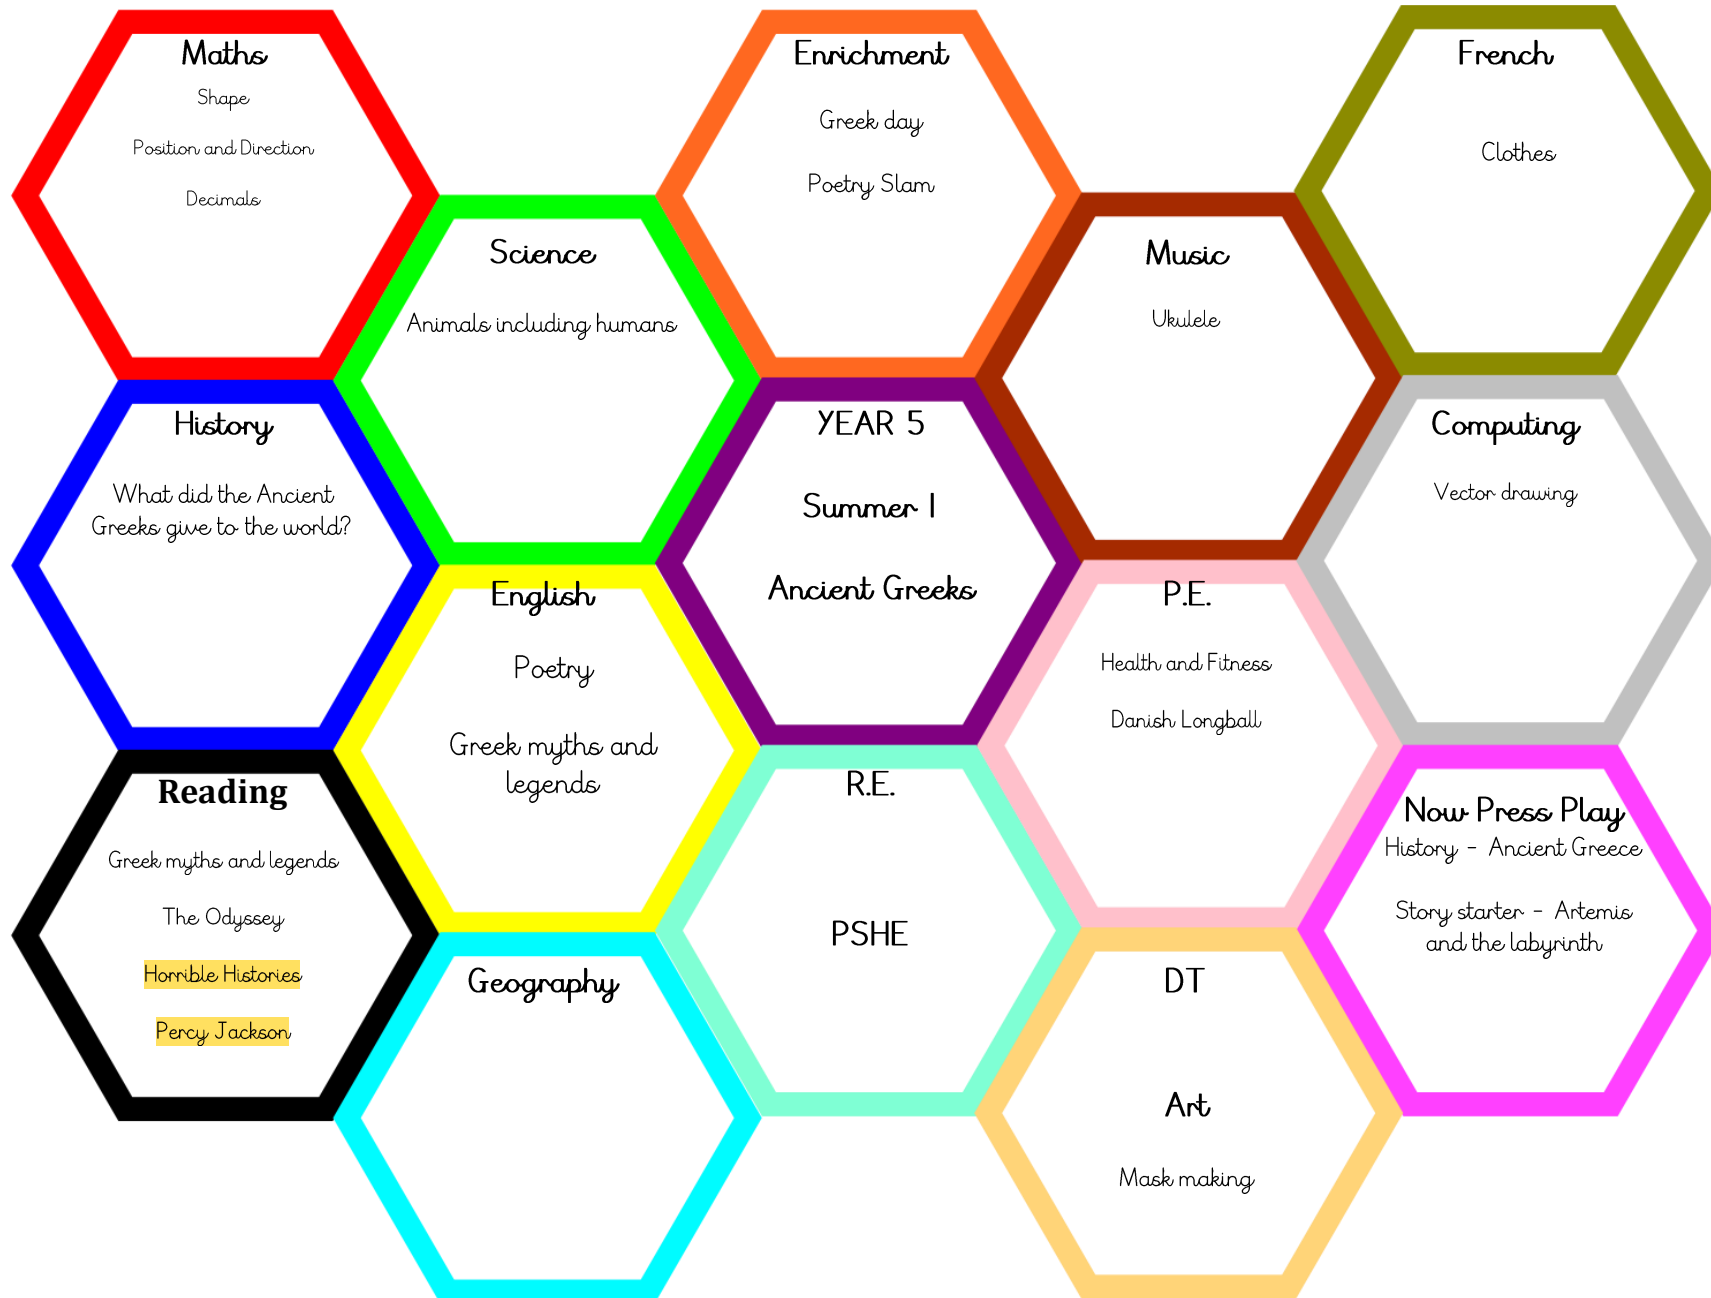 Maths
Shape
Position and Direction
Decimals
Enrichment
Greek day
Poetry Slam
French
Clothes
Science
Animals including humans
Music
Ukulele
History
What did the Ancient
Greeks give to the world?
YEAR 5
Summer 1
Ancient Greeks
Computing
Vector drawing
English
Poetry
Greek myths and
legends
P.E.
Health and Fitness
Danish Longball
Reading
Greek myths and legends
The Odyssey
Horrible Histories
Percy Jackson
R.E.
PSHE
Now Press Play
History - Ancient Greece
Story starter - Artemis
and the labyrinth
Geography
DT
Art
Mask making